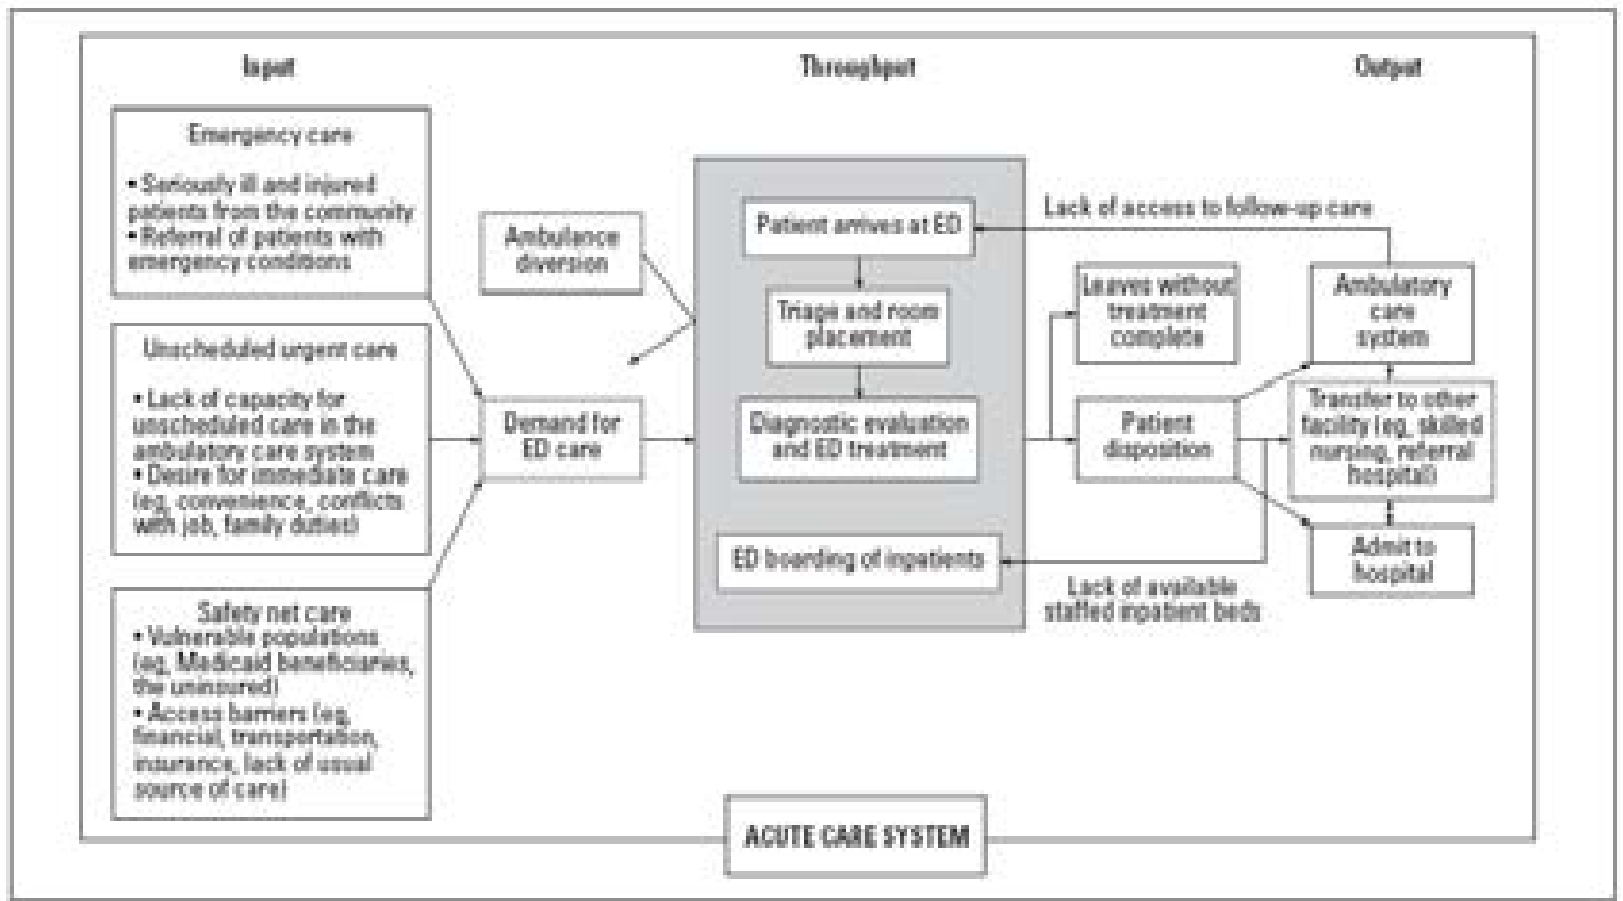 Input
Throughput
Output
Emergency care
• Seriously ill and injured
patients from the community
• Referral of patients with
emergency conditions
Unscheduled urgent care
• Lack of capacity for
unscheduled care in the
ambulatory care system
• Desire for immediate care
(eg, convenience, conflicts
with job, family duties)
Safety net care
• Vulnerable populations
(eg, Medicaid beneficiaries,
the uninsured)
• Access barriers (eg,
financial, transportation,
insurance, lack of usual
source of care)
Ambulance
diversion
Demand for
ED care
Patient arrives at ED
Triage and room
placement
Diagnostic evaluation
and ED treatment
ED boarding of inpatients
Lack of access to follow-up care
Leaves without
treatment
complete
Patient
disposition
Lack of available
staffed inpatient beds
Ambulatory
care
system
Transfer to other
facility (eg, skilled
nursing, referral
hospital)
Admit to
hospital
ACUTE CARE SYSTEM